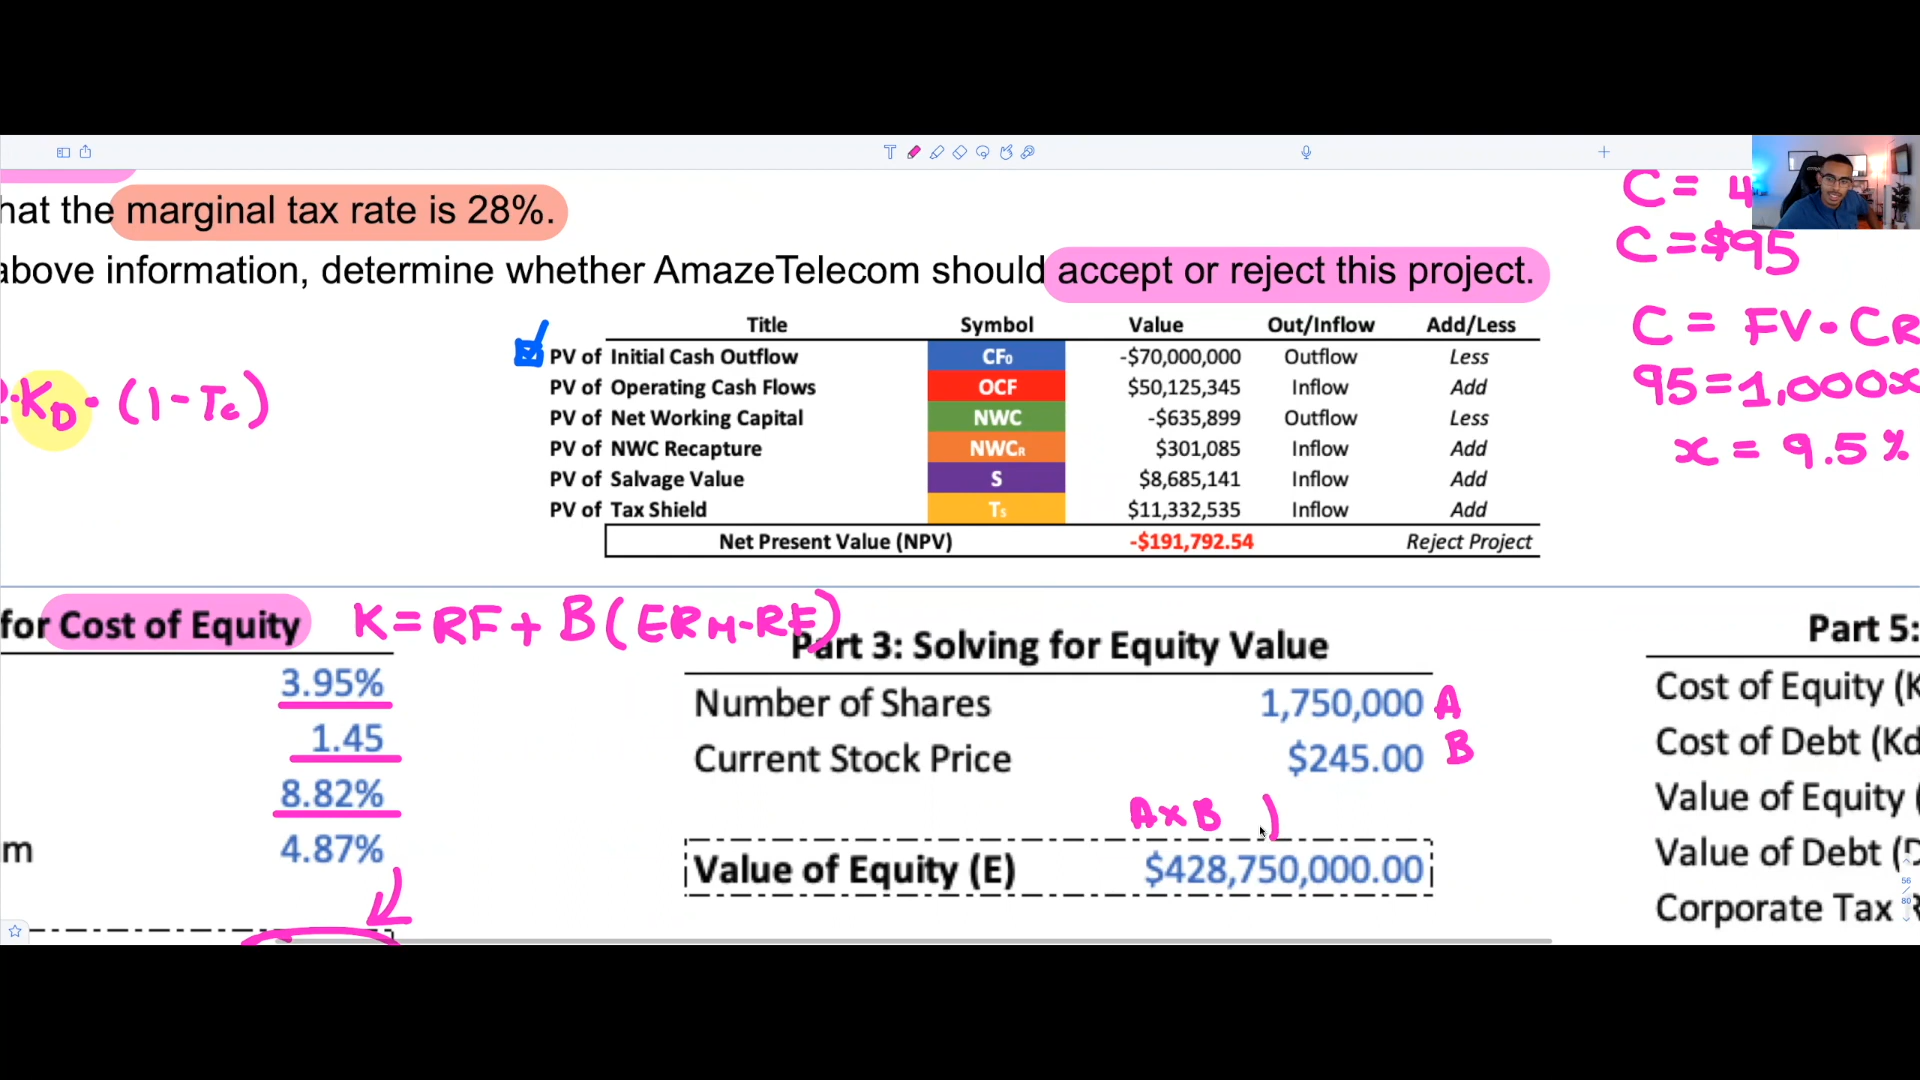 hat the marginal tax rate is 28%.
above information, determine whether AmazeTelecom should accept or reject this project.
C = 4
C = $95
C = FV • CR
95 = 1,000x
x = 9.5%
• KD • (1 - Tc)
Title Symbol Value Out/Inflow Add/Less
PV of Initial Cash Outflow CF0 -$70,000,000 Outflow Less
PV of Operating Cash Flows OCF $50,125,345 Inflow Add
PV of Net Working Capital NWC -$635,899 Outflow Less
PV of NWC Recapture NWCR $301,085 Inflow Add
PV of Salvage Value S $8,685,141 Inflow Add
PV of Tax Shield Ts $11,332,535 Inflow Add
Net Present Value (NPV) -$191,792.54 Reject Project
for Cost of Equity K = RF + B (ERM - RF)
3.95%
1.45
8.82%
m 4.87%
Part 3: Solving for Equity Value
Number of Shares 1,750,000 A
Current Stock Price $245.00 B
A x B )
Value of Equity (E) $428,750,000.00
Part 5:
Cost of Equity (K
Cost of Debt (Kd
Value of Equity (
Value of Debt (D
Corporate Tax R
56
/
80